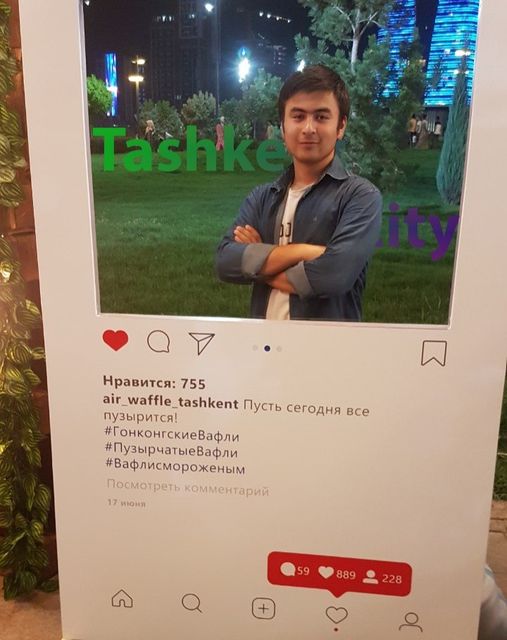 Tashke
ity
Нравится: 755
air_waffle_tashkent Пусть сегодня все
пузырится!
#ГонконгскиеВафли
#ПузырчатыеВафли
#Вафлисмороженым
Посмотреть комментарий
17 июня
59 889 228